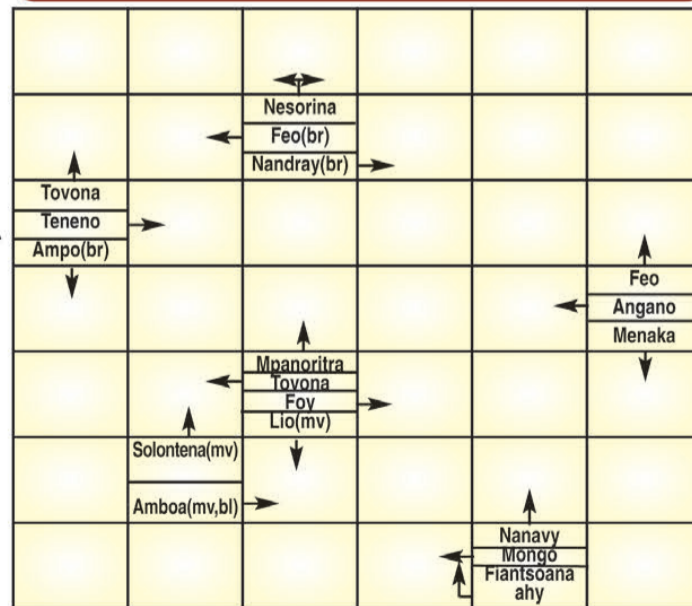 Nesorina
Feo(br)
Nandray(br)
Tovona
Teneno
Ampo(br)
Feo
Angano
Menaka
Mpanoritra
Tovona
Foy
Lio(mv)
Solontena(mv)
Amboa(mv,bl)
Nanavy
Mongo
Fiantsoana
ahy